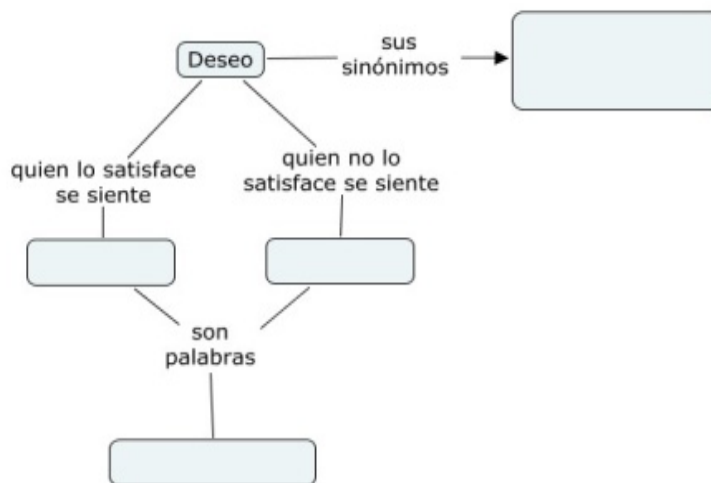 Deseo
sus
sinónimos
quien lo satisface
se siente
quien no lo
satisface se siente
son
palabras